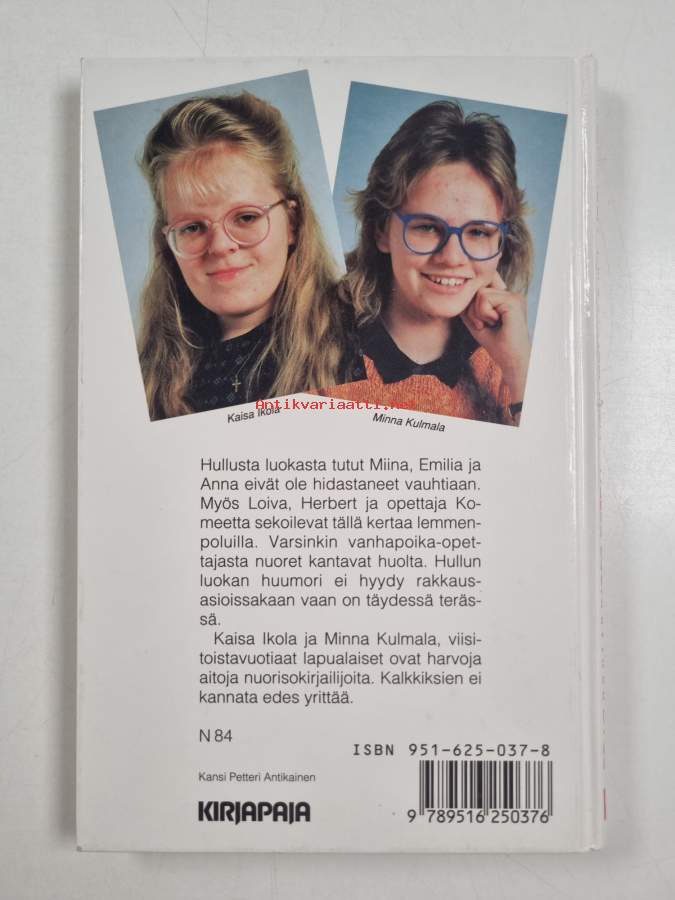 Kaisa Ikola
Antikvariaatti.net
Minna Kulmala
Hullusta luokasta tutut Miina, Emilia ja
Anna eivät ole hidastaneet vauhtiaan.
Myös Loiva, Herbert ja opettaja Ko-
meetta sekoilevat tällä kertaa lemmen-
poluilla. Varsinkin vanhapoika-opet-
tajasta nuoret kantavat huolta. Hullun
luokan huumori ei hyydy rakkaus-
asioissakaan vaan on täydessä teräs-
sä.
Kaisa Ikola ja Minna Kulmala, viisi-
toistavuotiaat lapualaiset ovat harvoja
aitoja nuorisokirjailijoita. Kalkkiksien ei
kannata edes yrittää.
N 84
ISBN 951-625-037-8
Kansi Petteri Antikainen
KIRJAPAJA
9 789516 250376